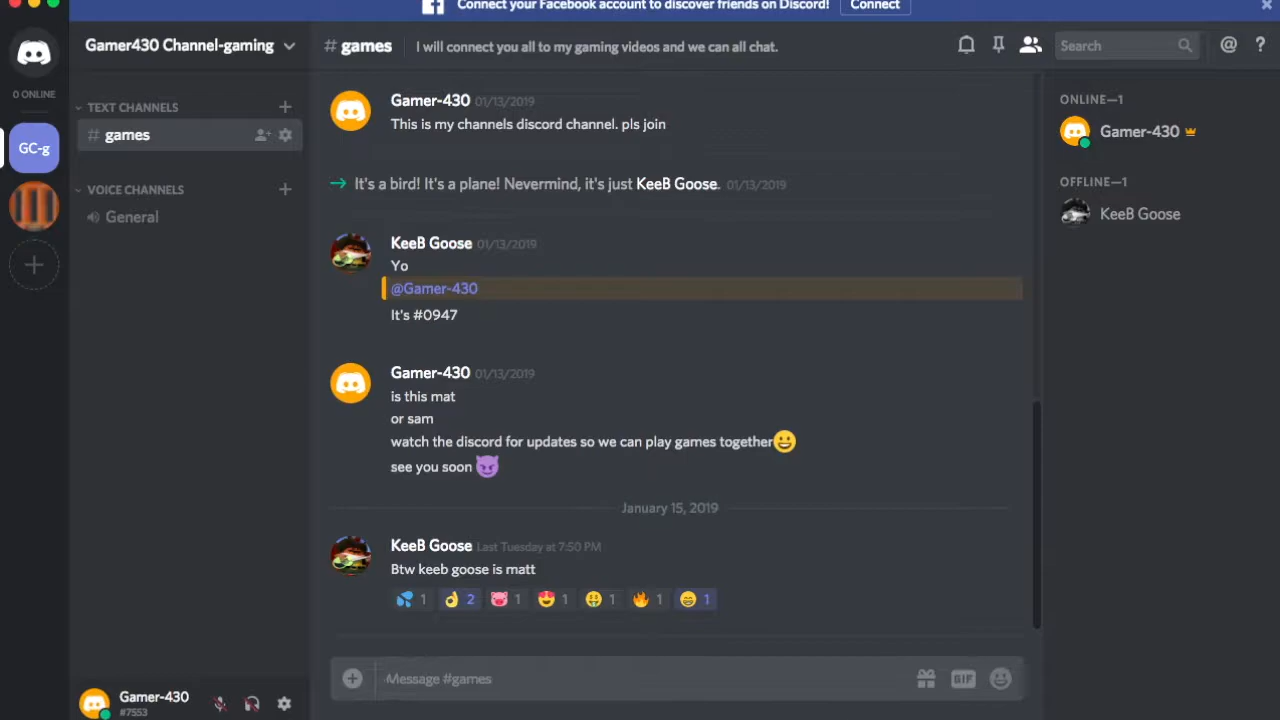 Connect your Facebook account to discover friends on Discord!
Connect
Gamer430 Channel-gaming
# games
I will connect you all to my gaming videos and we can all chat.
Search
@
?
0 ONLINE
GC-g
TEXT CHANNELS
# games
VOICE CHANNELS
General
Gamer-430 01/13/2019
This is my channels discord channel. pls join
It's a bird! It's a plane! Nevermind, it's just KeeB Goose. 01/13/2019
KeeB Goose 01/13/2019
Yo
@Gamer-430
It's #0947
Gamer-430 01/13/2019
is this mat
or sam
watch the discord for updates so we can play games together😀
see you soon 😈
January 15, 2019
KeeB Goose Last Tuesday at 7:50 PM
Btw keeb goose is matt
💦 1 👌 2 🐷 1 😍 1 🤑 1 🔥 1 😄 1
Message #games
GIF
ONLINE—1
Gamer-430
OFFLINE—1
KeeB Goose
Gamer-430
#7553